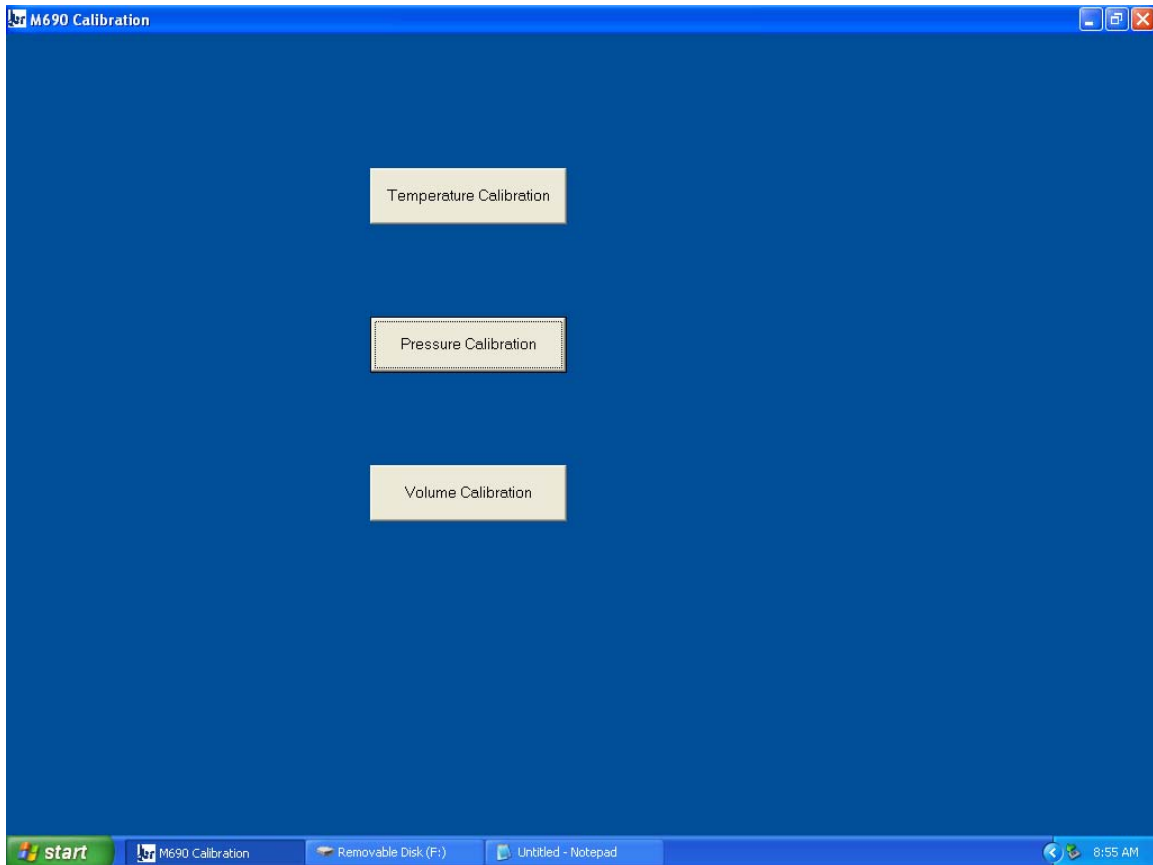 M690 Calibration
Temperature Calibration
Pressure Calibration
Volume Calibration
start
M690 Calibration
Removable Disk (F:)
Untitled - Notepad
8:55 AM